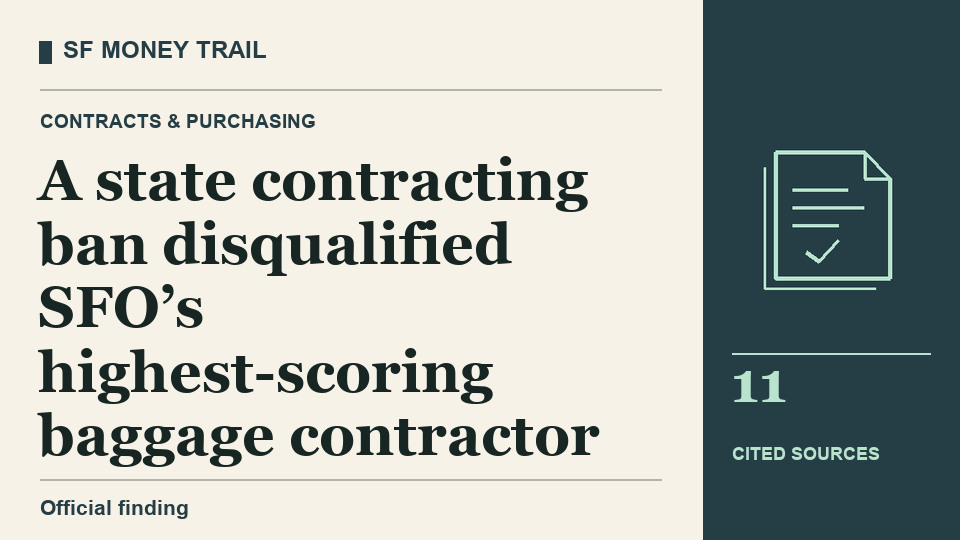 SF MONEY TRAIL
CONTRACTS & PURCHASING
A state contracting
ban disqualified
SFO’s
highest-scoring
baggage contractor
Official finding
11
CITED SOURCES